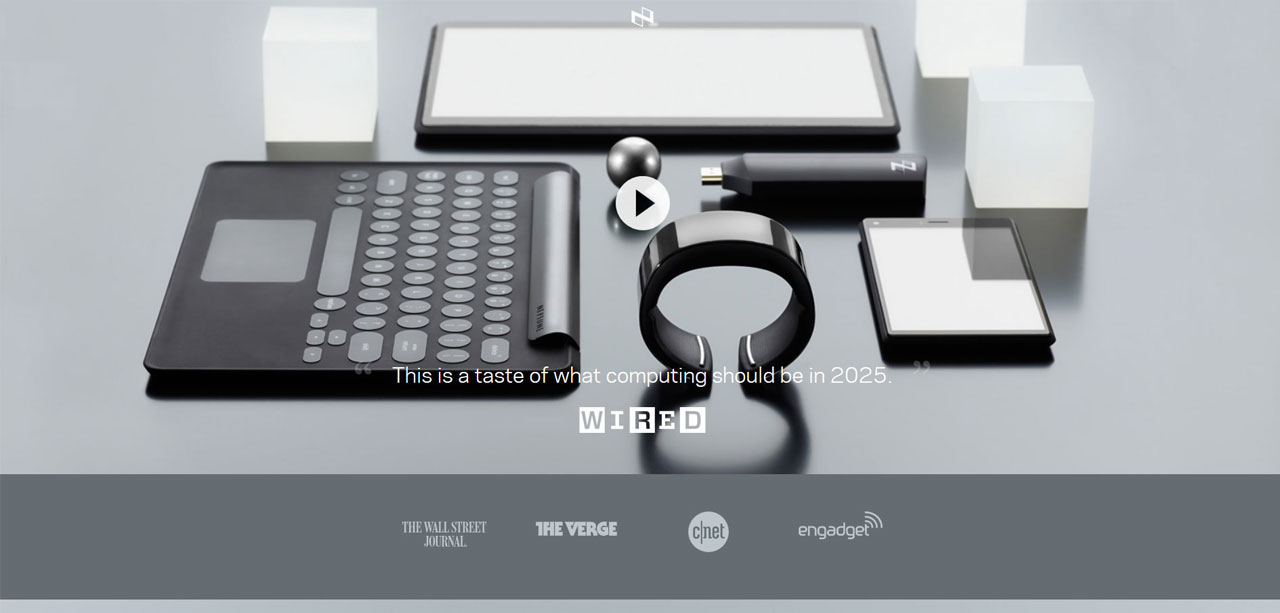 NEPTUNE
“ This is a taste of what computing should be in 2025. ”
WIRED
THE WALL STREET
JOURNAL.
THE VERGE
c|net
engadget